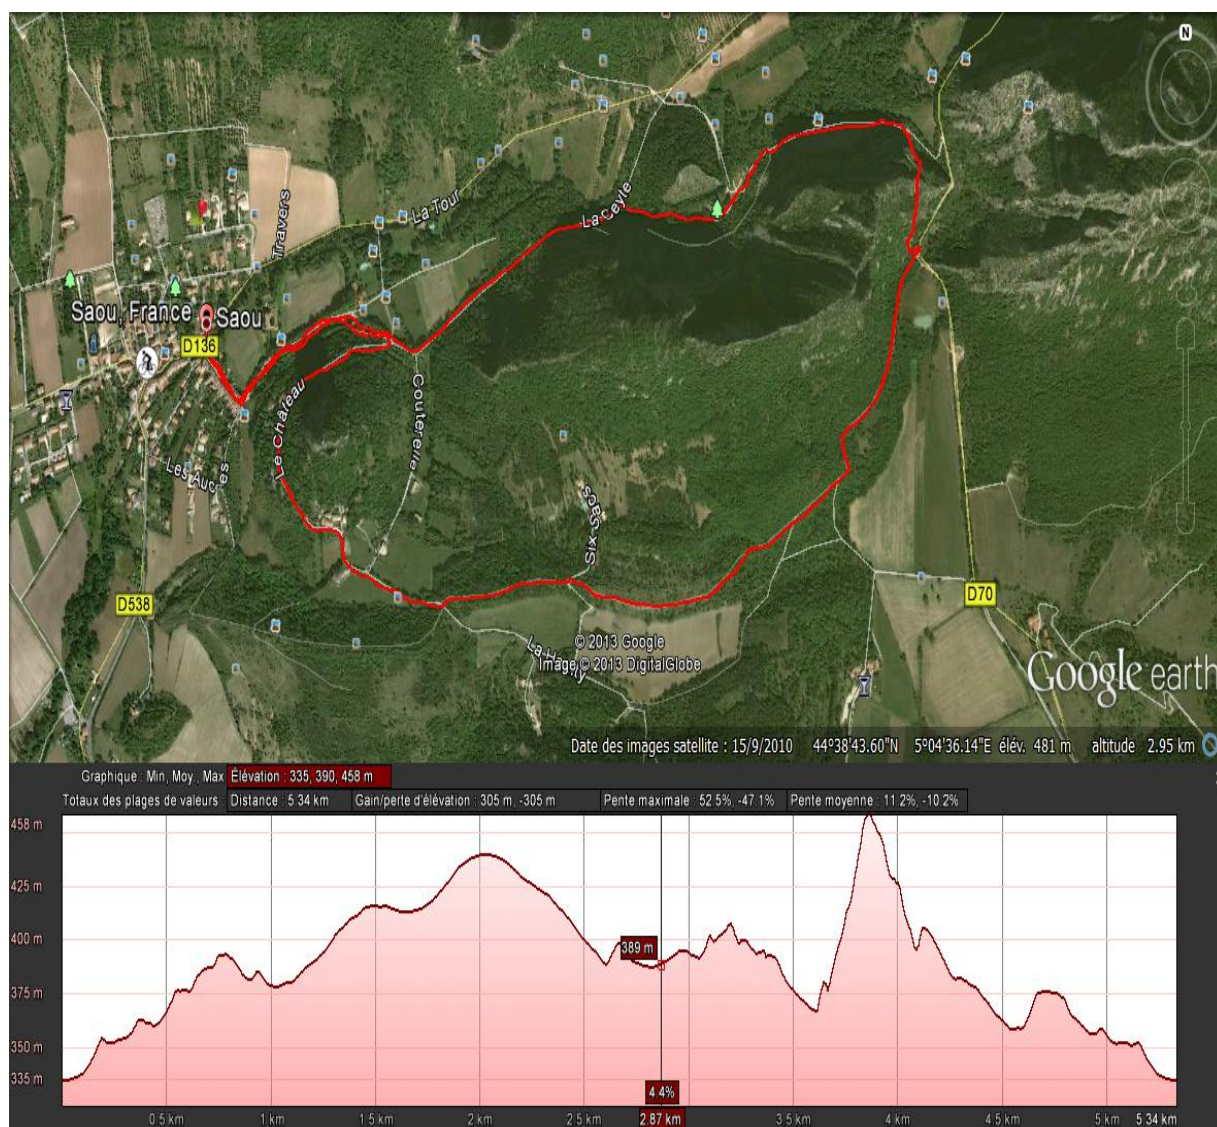 N
Travers
La Tour
La Ceyle
Saou, France
Saou
D136
Le Château
Couterelle
Les Auc
es
Six Sacs
D538
D70
© 2013 Google
Image © 2013 DigitalGlobe
Google earth
Date des images satellite : 15/9/2010 44°38'43.60"N 5°04'36.14"E élév. 481 m altitude 2.95 km
Graphique : Min, Moy, Max Élévation : 335, 390, 458 m
Totaux des plages de valeurs : Distance : 5.34 km Gain/perte d'élévation : 305 m, -305 m Pente maximale : 52.5%, -47.1% Pente moyenne : 11.2%, -10.2%
458 m
425 m
400 m
389 m
375 m
350 m
335 m
4.4%
0.5 km 1 km 1.5 km 2 km 2.5 km 2.87 km 3.5 km 4 km 4.5 km 5 km 5.34 km